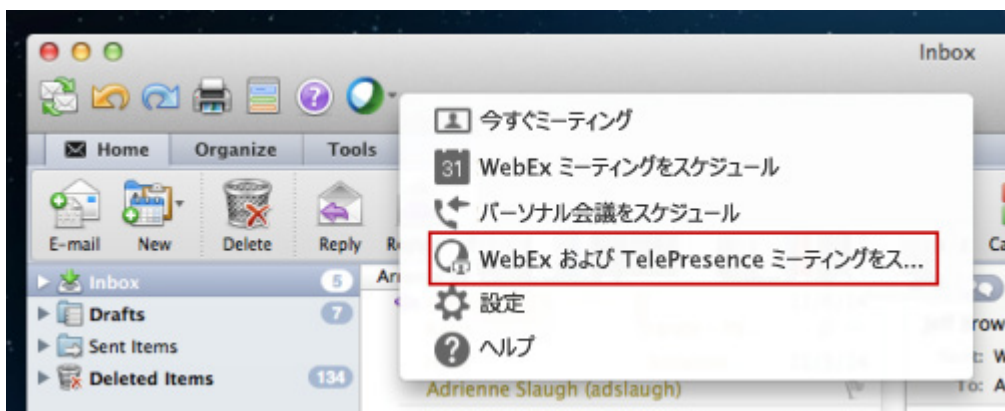 Inbox
今すぐミーティング
31 WebEx ミーティングをスケジュール
パーソナル会議をスケジュール
WebEx および TelePresence ミーティングをス...
設定
ヘルプ
Home Organize Tools
E-mail New Delete Reply
Inbox 5
Drafts 7
Sent Items
Deleted Items 134
Adrienne Slaugh (adslaugh)
To: A